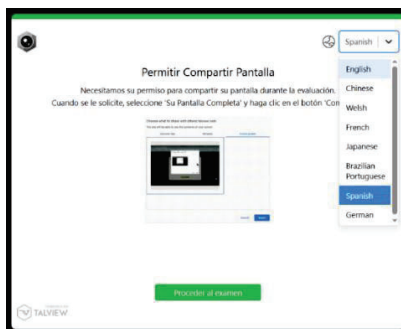 Spanish
Permitir Compartir Pantalla
Necesitamos su permiso para compartir su pantalla durante la evaluación.
Cuando se le solicite, seleccione 'Su Pantalla Completa' y haga clic en el botón 'Con
English
Chinese
Welsh
French
Japanese
Brazilian
Portuguese
Spanish
German
Proceder al examen
TALVIEW